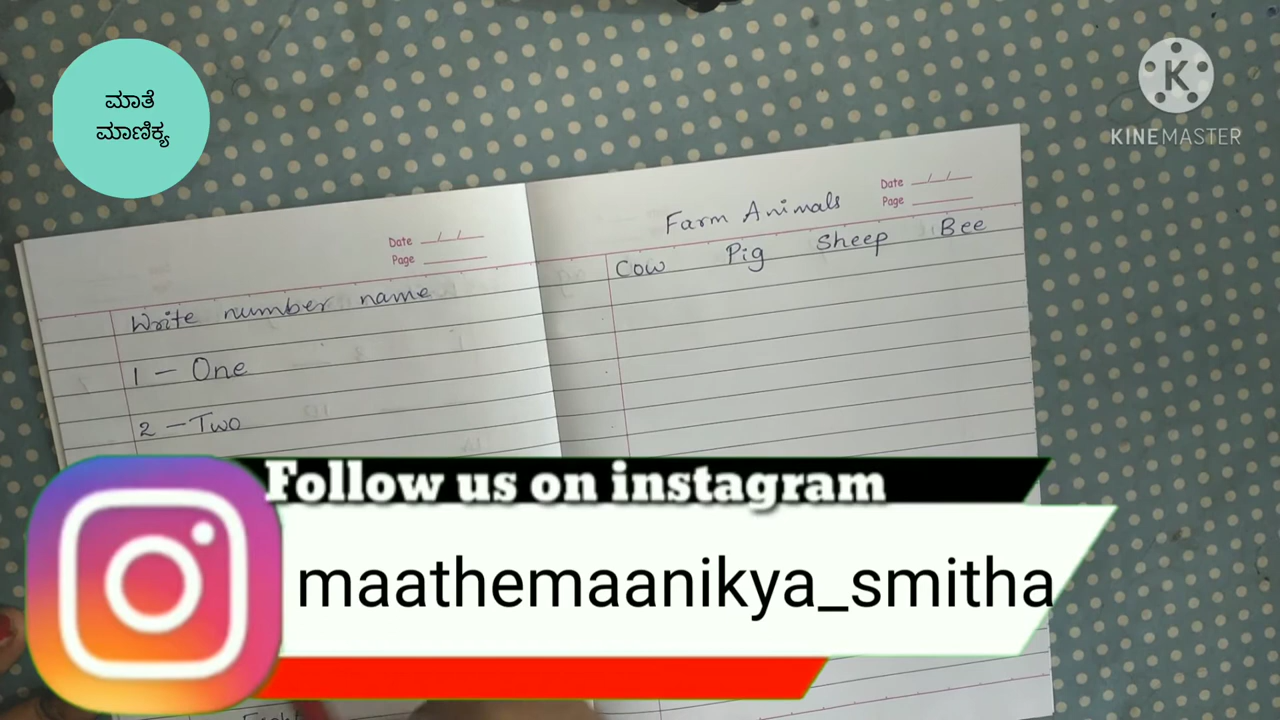 ಮಾತೆ
ಮಾಣಿಕ್ಯ
KINEMASTER
Date
Page
Write number name
1 - One
2 - Two
Date
Page
Farm Animals
Cow Pig Sheep Bee
Follow us on instagram
maathemaanikya_smitha